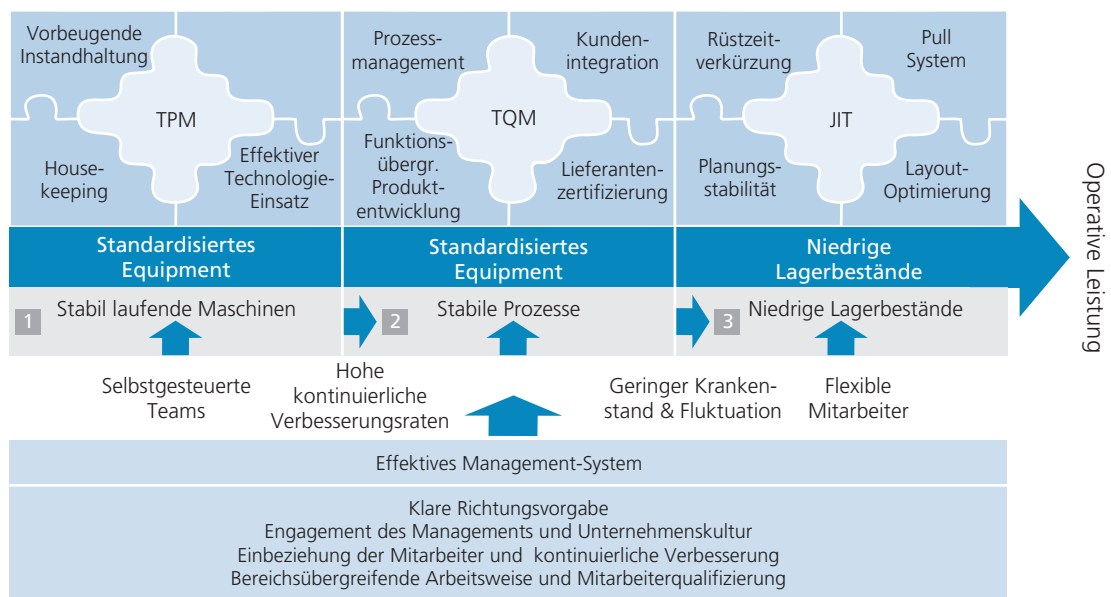 Vorbeugende
Instandhaltung
TPM
House-
keeping
Effektiver
Technologie-
Einsatz
Prozess-
management
Kunden-
integration
TQM
Funktions-
übergr.
Produkt-
entwicklung
Lieferanten-
zertifizierung
Rüstzeit-
verkürzung
Pull
System
JIT
Planungs-
stabilität
Layout-
Optimierung
Standardisiertes
Equipment
Standardisiertes
Equipment
Niedrige
Lagerbestände
Operative Leistung
1 Stabil laufende Maschinen
2 Stabile Prozesse
3 Niedrige Lagerbestände
Selbstgesteuerte
Teams
Hohe
kontinuierliche
Verbesserungsraten
Geringer Kranken-
stand & Fluktuation
Flexible
Mitarbeiter
Effektives Management-System
Klare Richtungsvorgabe
Engagement des Managements und Unternehmenskultur
Einbeziehung der Mitarbeiter und kontinuierliche Verbesserung
Bereichsübergreifende Arbeitsweise und Mitarbeiterqualifizierung